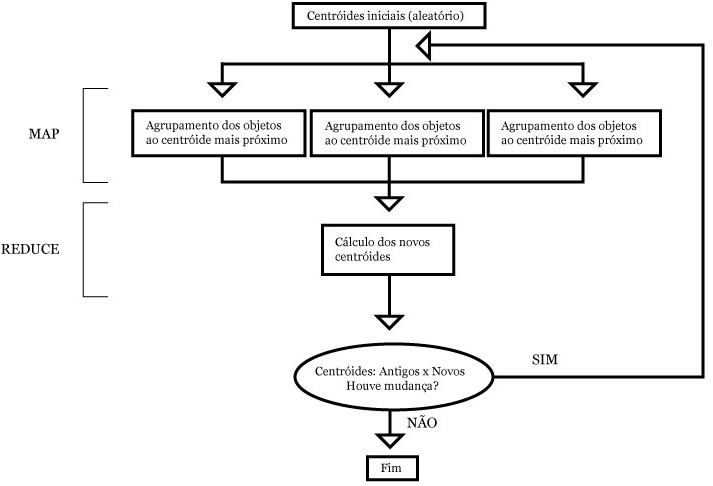 Centróides iniciais (aleatório)
MAP
Agrupamento dos objetos
ao centróide mais próximo
Agrupamento dos objetos
ao centróide mais próximo
Agrupamento dos objetos
ao centróide mais próximo
REDUCE
Cálculo dos novos
centróides
Centróides: Antigos x Novos
Houve mudança?
SIM
NÃO
Fim